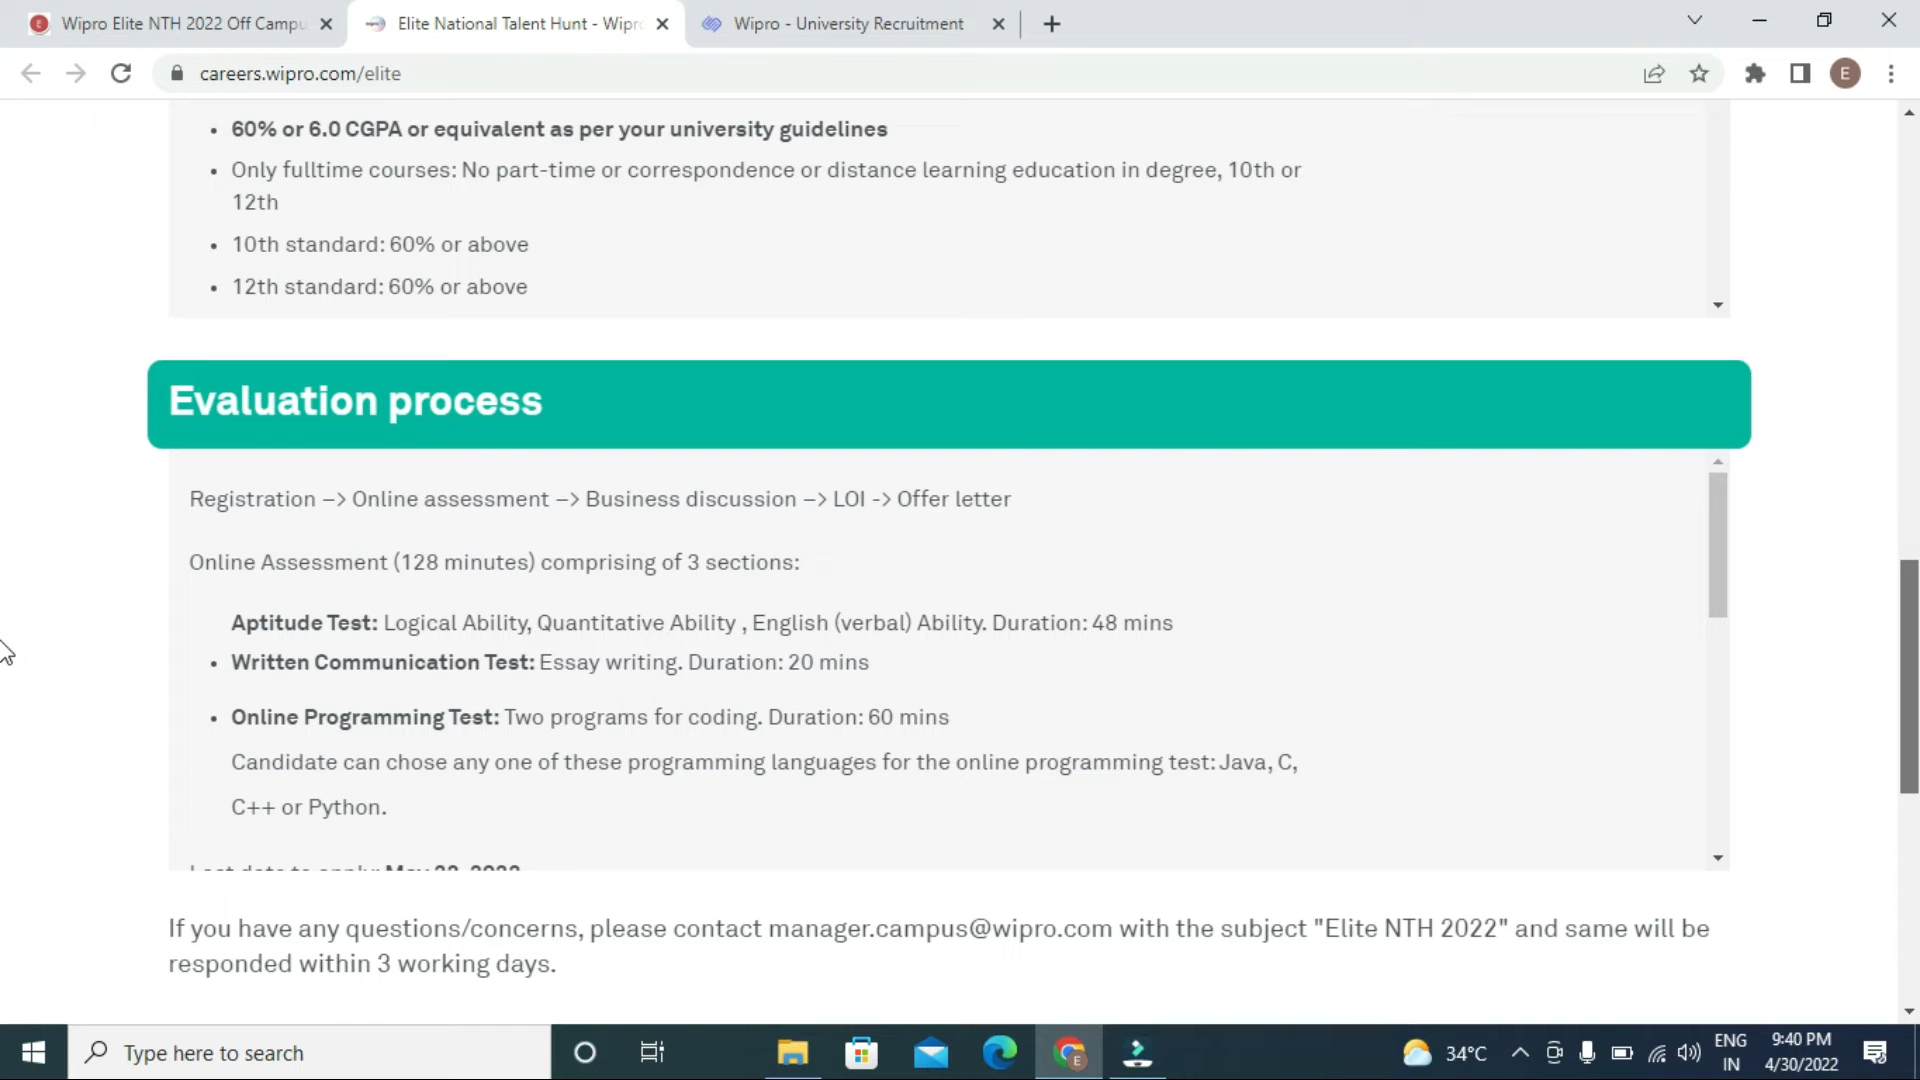 Wipro Elite NTH 2022 Off Campu
Elite National Talent Hunt - Wipr
Wipro - University Recruitment
careers.wipro.com/elite
E
• 60% or 6.0 CGPA or equivalent as per your university guidelines
• Only fulltime courses: No part-time or correspondence or distance learning education in degree, 10th or
12th
• 10th standard: 60% or above
• 12th standard: 60% or above
Evaluation process
Registration –> Online assessment –> Business discussion –> LOI -> Offer letter
Online Assessment (128 minutes) comprising of 3 sections:
Aptitude Test: Logical Ability, Quantitative Ability , English (verbal) Ability. Duration: 48 mins
• Written Communication Test: Essay writing. Duration: 20 mins
• Online Programming Test: Two programs for coding. Duration: 60 mins
Candidate can chose any one of these programming languages for the online programming test: Java, C,
C++ or Python.
Last date to apply: May 22, 2022
If you have any questions/concerns, please contact manager.campus@wipro.com with the subject "Elite NTH 2022" and same will be
responded within 3 working days.
Type here to search
34°C
ENG
IN
9:40 PM
4/30/2022